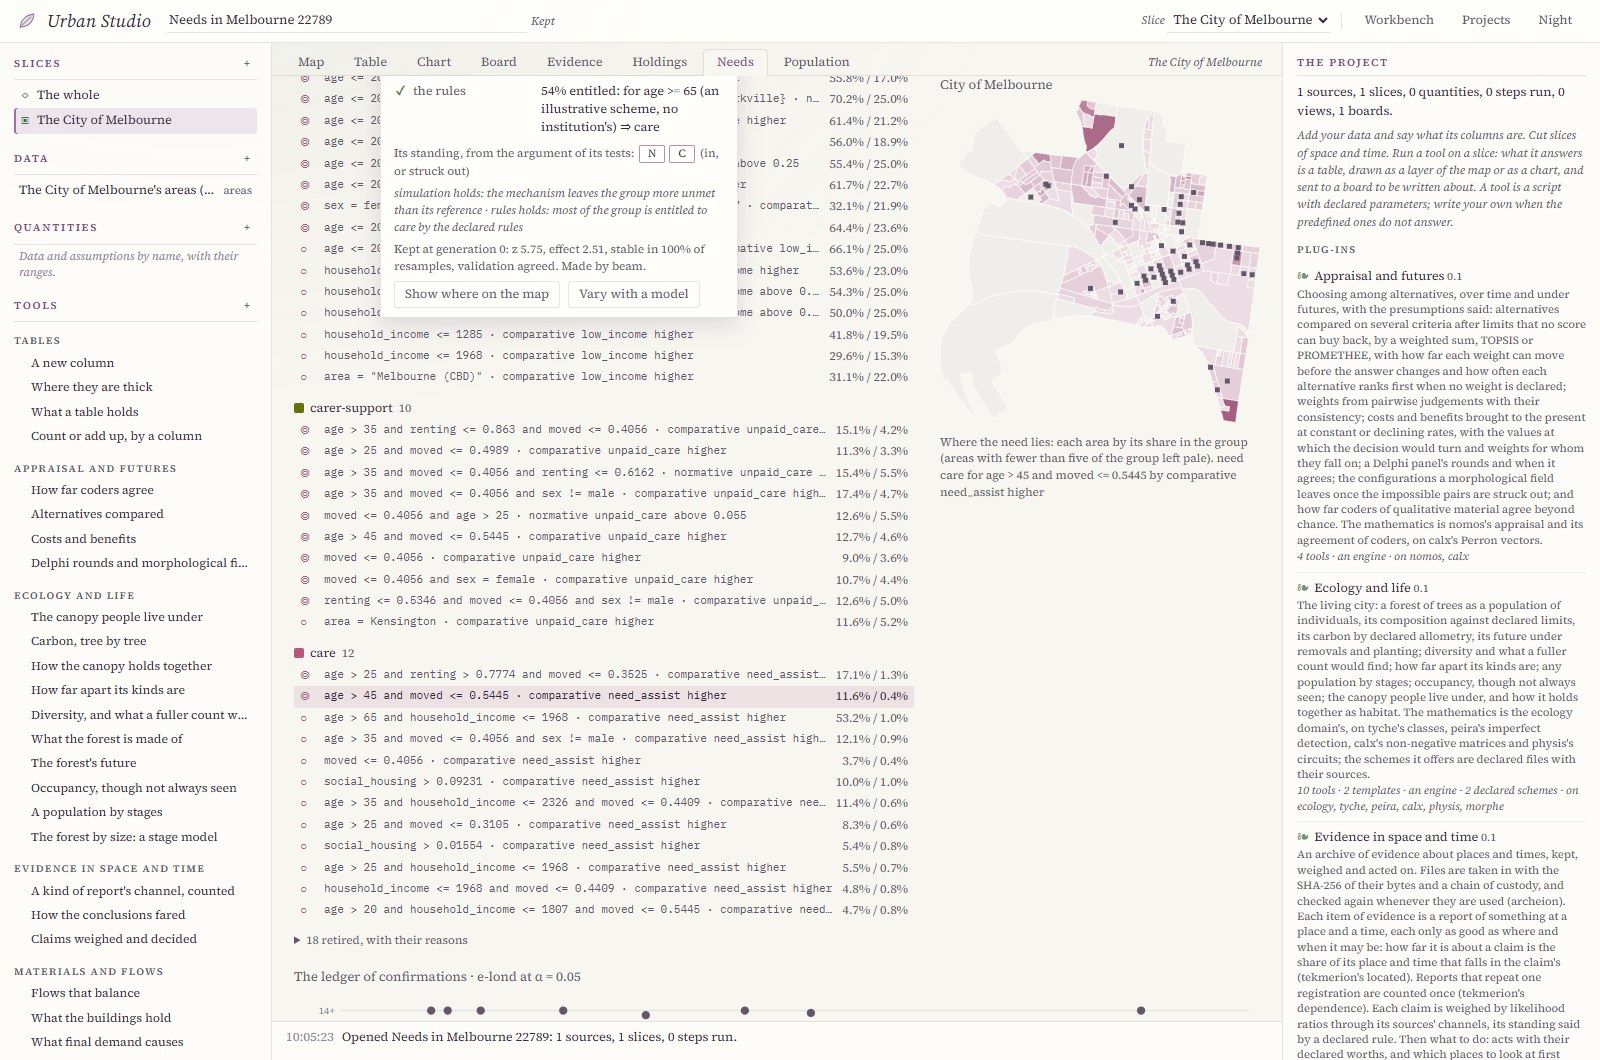 Urban Studio
Needs in Melbourne 22789
Kept
Slice The City of Melbourne
Workbench
Projects
Night
SLICES +
The whole
The City of Melbourne
DATA +
The City of Melbourne's areas (... areas
QUANTITIES +
Data and assumptions by name, with their
ranges.
TOOLS +
TABLES
A new column
Where they are thick
What a table holds
Count or add up, by a column
APPRAISAL AND FUTURES
How far coders agree
Alternatives compared
Costs and benefits
Delphi rounds and morphological fi...
ECOLOGY AND LIFE
The canopy people live under
Carbon, tree by tree
How the canopy holds together
How far apart its kinds are
Diversity, and what a fuller count w...
What the forest is made of
The forest's future
Occupancy, though not always seen
A population by stages
The forest by size: a stage model
EVIDENCE IN SPACE AND TIME
A kind of report's channel, counted
How the conclusions fared
Claims weighed and decided
MATERIALS AND FLOWS
Flows that balance
What the buildings hold
What final demand causes
Map
Table
Chart
Board
Evidence
Holdings
Needs
Population
The City of Melbourne
age <= 20 55.8% / 17.0%
age <= 20 tkville} · n... 70.2% / 25.0%
age <= 20 higher 61.4% / 21.2%
age <= 20 56.0% / 18.9%
age <= 20 above 0.25 55.4% / 25.0%
age <= 20 r 61.7% / 22.7%
sex = fem · comparat... 32.1% / 21.9%
age <= 20 64.4% / 23.6%
age <= 20 native low_i... 66.1% / 25.0%
household ome higher 53.6% / 23.0%
household ome above 0... 54.3% / 25.0%
household ome above 0... 50.0% / 25.0%
✓ the rules
54% entitled: for age >= 65 (an
illustrative scheme, no
institution's) ⇒ care
Its standing, from the argument of its tests: N C (in,
or struck out)
simulation holds: the mechanism leaves the group more unmet
than its reference · rules holds: most of the group is entitled to
care by the declared rules
Kept at generation 0: z 5.75, effect 2.51, stable in 100% of
resamples, validation agreed. Made by beam.
Show where on the map
Vary with a model
household_income <= 1285 · comparative low_income higher 41.8% / 19.5%
household_income <= 1968 · comparative low_income higher 29.6% / 15.3%
area = "Melbourne (CBD)" · comparative low_income higher 31.1% / 22.0%
carer-support 10
age > 35 and renting <= 0.863 and moved <= 0.4056 · comparative unpaid_care... 15.1% / 4.2%
age > 25 and moved <= 0.4989 · comparative unpaid_care higher 11.3% / 3.3%
age > 35 and moved <= 0.4056 and renting <= 0.6162 · normative unpaid_care ... 15.4% / 5.5%
age > 35 and moved <= 0.4056 and sex != male · comparative unpaid_care high... 17.4% / 4.7%
moved <= 0.4056 and age > 25 · normative unpaid_care above 0.055 12.6% / 5.5%
age > 45 and moved <= 0.5445 · comparative unpaid_care higher 12.7% / 4.6%
moved <= 0.4056 · comparative unpaid_care higher 9.0% / 3.6%
moved <= 0.4056 and sex = female · comparative unpaid_care higher 10.7% / 4.4%
renting <= 0.5346 and moved <= 0.4056 and sex != male · comparative unpaid_... 12.6% / 5.0%
area = Kensington · comparative unpaid_care higher 11.6% / 5.2%
care 12
age > 25 and renting > 0.7774 and moved <= 0.3525 · comparative need_assist... 17.1% / 1.3%
age > 45 and moved <= 0.5445 · comparative need_assist higher 11.6% / 0.4%
age > 65 and household_income <= 1968 · comparative need_assist higher 53.2% / 1.0%
age > 35 and moved <= 0.4056 and sex != male · comparative need_assist high... 12.1% / 0.9%
moved <= 0.4056 · comparative need_assist higher 3.7% / 0.4%
social_housing > 0.09231 · comparative need_assist higher 10.0% / 1.0%
age > 35 and household_income <= 2326 and moved <= 0.4409 · comparative nee... 11.4% / 0.6%
age > 25 and moved <= 0.3105 · comparative need_assist higher 8.3% / 0.6%
social_housing > 0.01554 · comparative need_assist higher 5.4% / 0.8%
age > 25 and household_income <= 1968 · comparative need_assist higher 5.5% / 0.7%
household_income <= 1968 and moved <= 0.4409 · comparative need_assist higher 4.8% / 0.8%
age > 20 and household_income <= 1807 and moved <= 0.5445 · comparative need... 4.7% / 0.8%
18 retired, with their reasons
The ledger of confirmations · e-lond at α = 0.05
14+
City of Melbourne
Where the need lies: each area by its share in the group
(areas with fewer than five of the group left pale). need
care for age > 45 and moved <= 0.5445 by comparative
need_assist higher
10:05:23 Opened Needs in Melbourne 22789: 1 sources, 1 slices, 0 steps run.
THE PROJECT
1 sources, 1 slices, 0 quantities, 0 steps run, 0
views, 1 boards.
Add your data and say what its columns are. Cut slices
of space and time. Run a tool on a slice: what it answers
is a table, drawn as a layer of the map or as a chart, and
sent to a board to be written about. A tool is a script
with declared parameters; write your own when the
predefined ones do not answer.
PLUG-INS
Appraisal and futures 0.1
Choosing among alternatives, over time and under
futures, with the presumptions said: alternatives
compared on several criteria after limits that no score
can buy back, by a weighted sum, TOPSIS or
PROMETHEE, with how far each weight can move
before the answer changes and how often each
alternative ranks first when no weight is declared;
weights from pairwise judgements with their
consistency; costs and benefits brought to the present
at constant or declining rates, with the values at
which the decision would turn and weights for whom
they fall on; a Delphi panel's rounds and when it
agrees; the configurations a morphological field
leaves once the impossible pairs are struck out; and
how far coders of qualitative material agree beyond
chance. The mathematics is nomos's appraisal and its
agreement of coders, on calx's Perron vectors.
4 tools · an engine · on nomos, calx
Ecology and life 0.1
The living city: a forest of trees as a population of
individuals, its composition against declared limits,
its carbon by declared allometry, its future under
removals and planting; diversity and what a fuller
count would find; how far apart its kinds are; any
population by stages; occupancy, though not always
seen; the canopy people live under, and how it holds
together as habitat. The mathematics is the ecology
domain's, on tyche's classes, peira's imperfect
detection, calx's non-negative matrices and physis's
circuits; the schemes it offers are declared files with
their sources.
10 tools · 2 templates · an engine · 2 declared schemes · on
ecology, tyche, peira, calx, physis, morphe
Evidence in space and time 0.1
An archive of evidence about places and times, kept,
weighed and acted on. Files are taken in with the
SHA-256 of their bytes and a chain of custody, and
checked again whenever they are used (archeion).
Each item of evidence is a report of something at a
place and a time, each only as good as where and
when it may be: how far it is about a claim is the
share of its place and time that falls in the claim's
(tekmerion's located). Reports that repeat one
registration are counted once (tekmerion's
dependence). Each claim is weighed by likelihood
ratios through its sources' channels, its standing said
by a declared rule. Then what to do: acts with their
declared worths, and which places to look at first